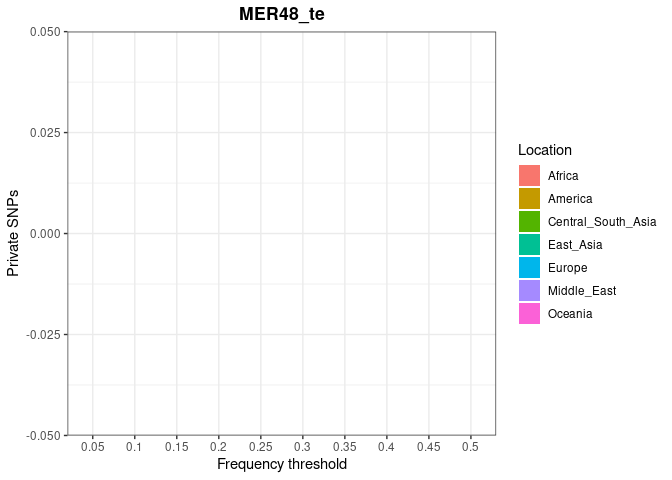 MER48_te
0.050
0.025
0.000
-0.025
-0.050
Private SNPs
0.05 0.1 0.15 0.2 0.25 0.3 0.35 0.4 0.45 0.5
Frequency threshold
Location
Africa
America
Central_South_Asia
East_Asia
Europe
Middle_East
Oceania